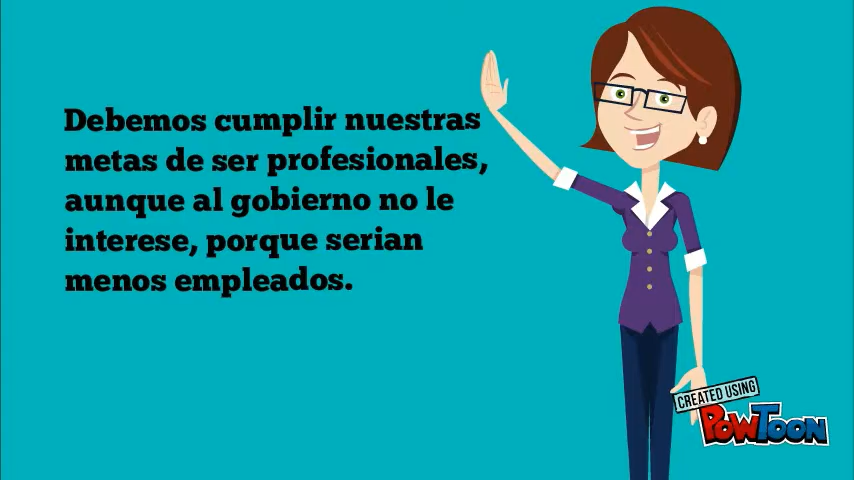 Debemos cumplir nuestras
metas de ser profesionales,
aunque al gobierno no le
interese, porque serian
menos empleados.
CREATED USING
POWTOON